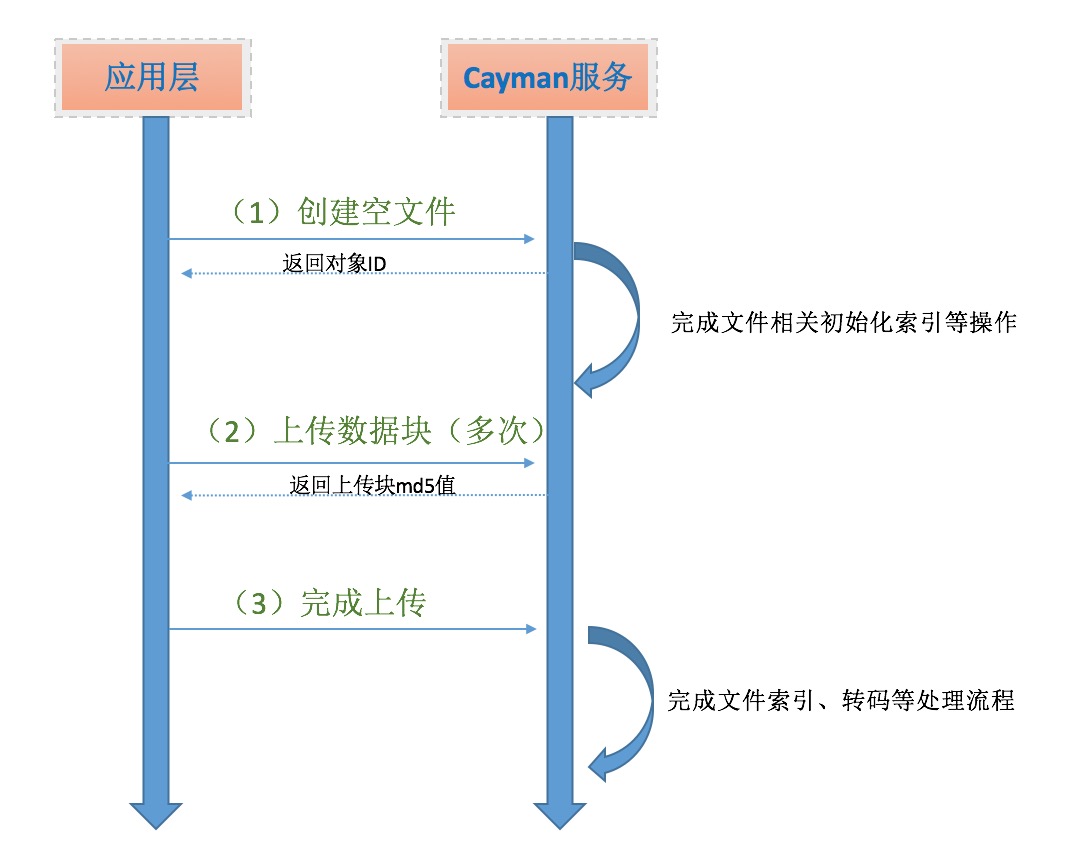 应用层
Cayman服务
（1）创建空文件
返回对象ID
完成文件相关初始化索引等操作
（2）上传数据块（多次）
返回上传块md5值
（3）完成上传
完成文件索引、转码等处理流程